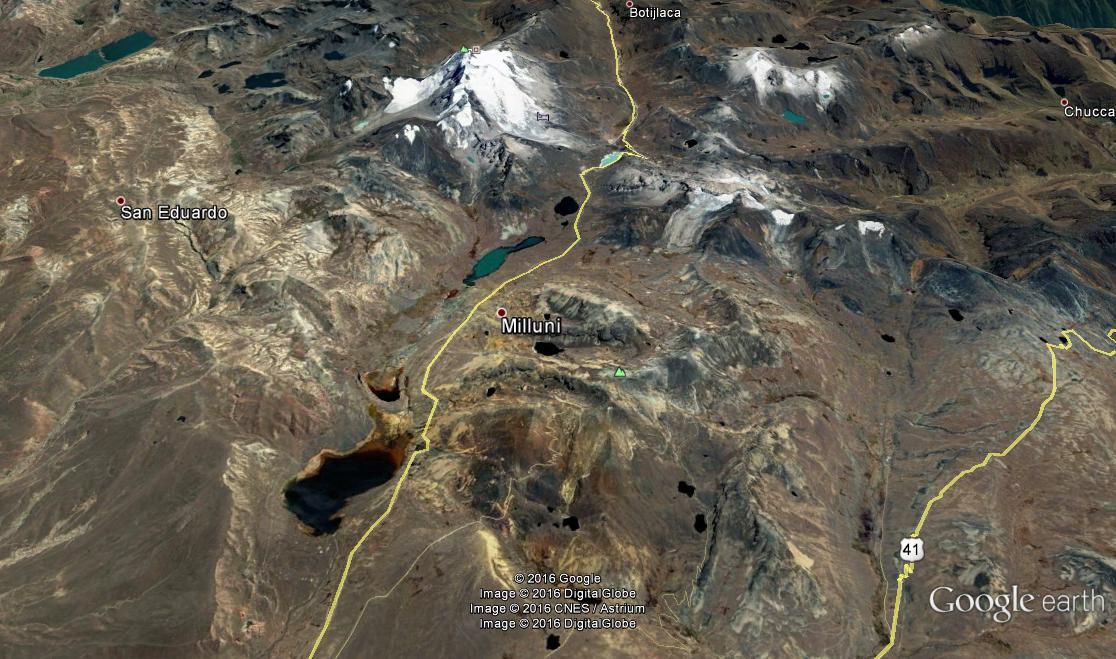 Botijlaca
Chucca
San Eduardo
Milluni
41
© 2016 Google
Image © 2016 DigitalGlobe
Image © 2016 CNES / Astrium
Image © 2016 DigitalGlobe
Google earth